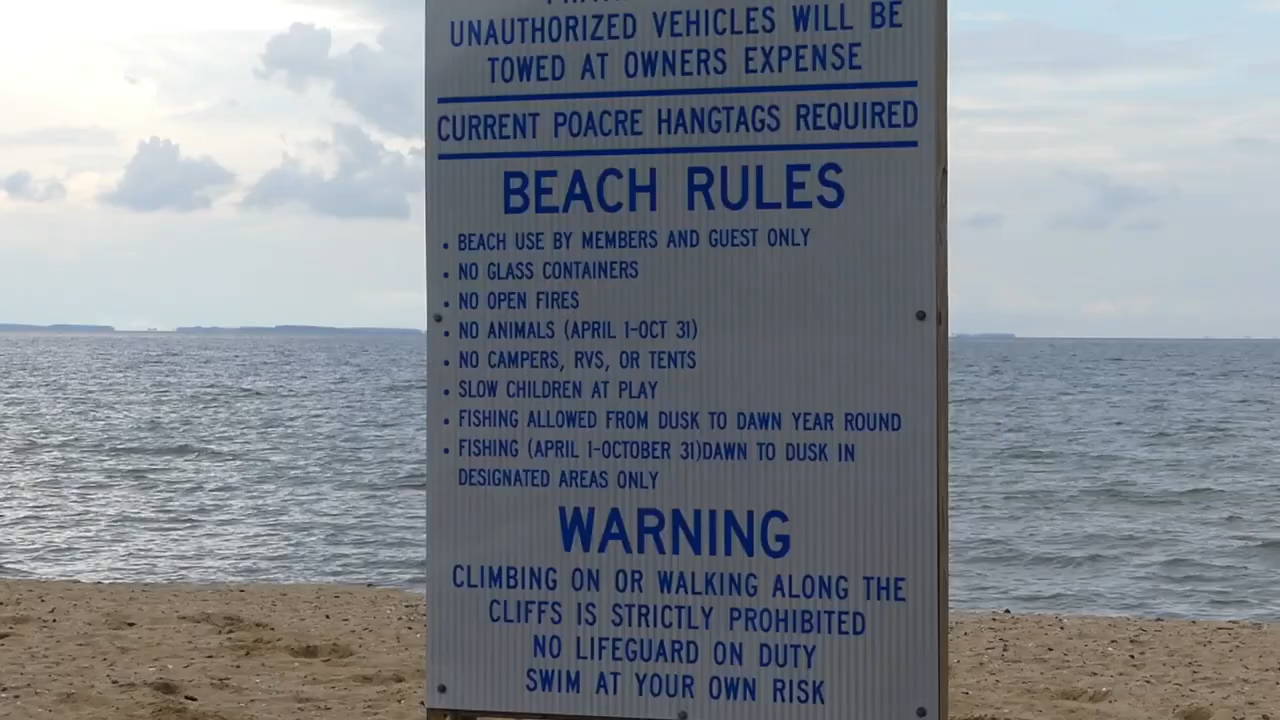 UNAUTHORIZED VEHICLES WILL BE
TOWED AT OWNERS EXPENSE
CURRENT POACRE HANGTAGS REQUIRED
BEACH RULES
• BEACH USE BY MEMBERS AND GUEST ONLY
• NO GLASS CONTAINERS
• NO OPEN FIRES
• NO ANIMALS (APRIL 1-OCT 31)
• NO CAMPERS, RVS, OR TENTS
• SLOW CHILDREN AT PLAY
• FISHING ALLOWED FROM DUSK TO DAWN YEAR ROUND
• FISHING (APRIL 1-OCTOBER 31)DAWN TO DUSK IN
DESIGNATED AREAS ONLY
WARNING
CLIMBING ON OR WALKING ALONG THE
CLIFFS IS STRICTLY PROHIBITED
NO LIFEGUARD ON DUTY
SWIM AT YOUR OWN RISK